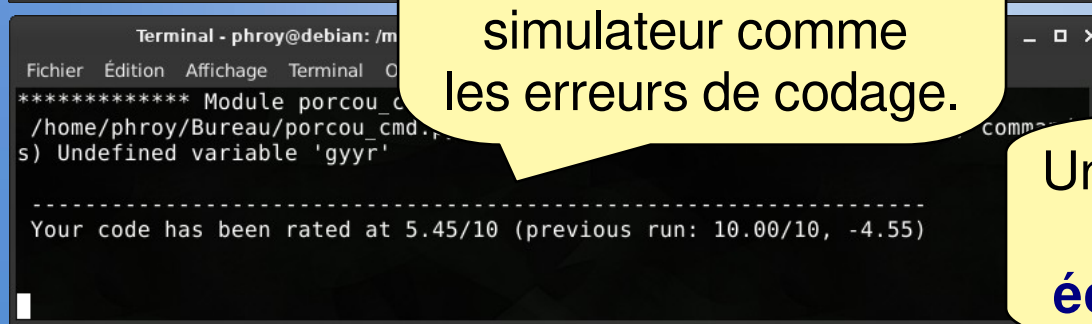 simulateur comme
les erreurs de codage.
Terminal - phroy@debian: /m
Fichier Édition Affichage Terminal O
************* Module porcou_c
/home/phroy/Bureau/porcou_cmd.p
comman
s) Undefined variable 'gyyr'
--------------------------------------------------------------------
Your code has been rated at 5.45/10 (previous run: 10.00/10, -4.55)
Un
éc